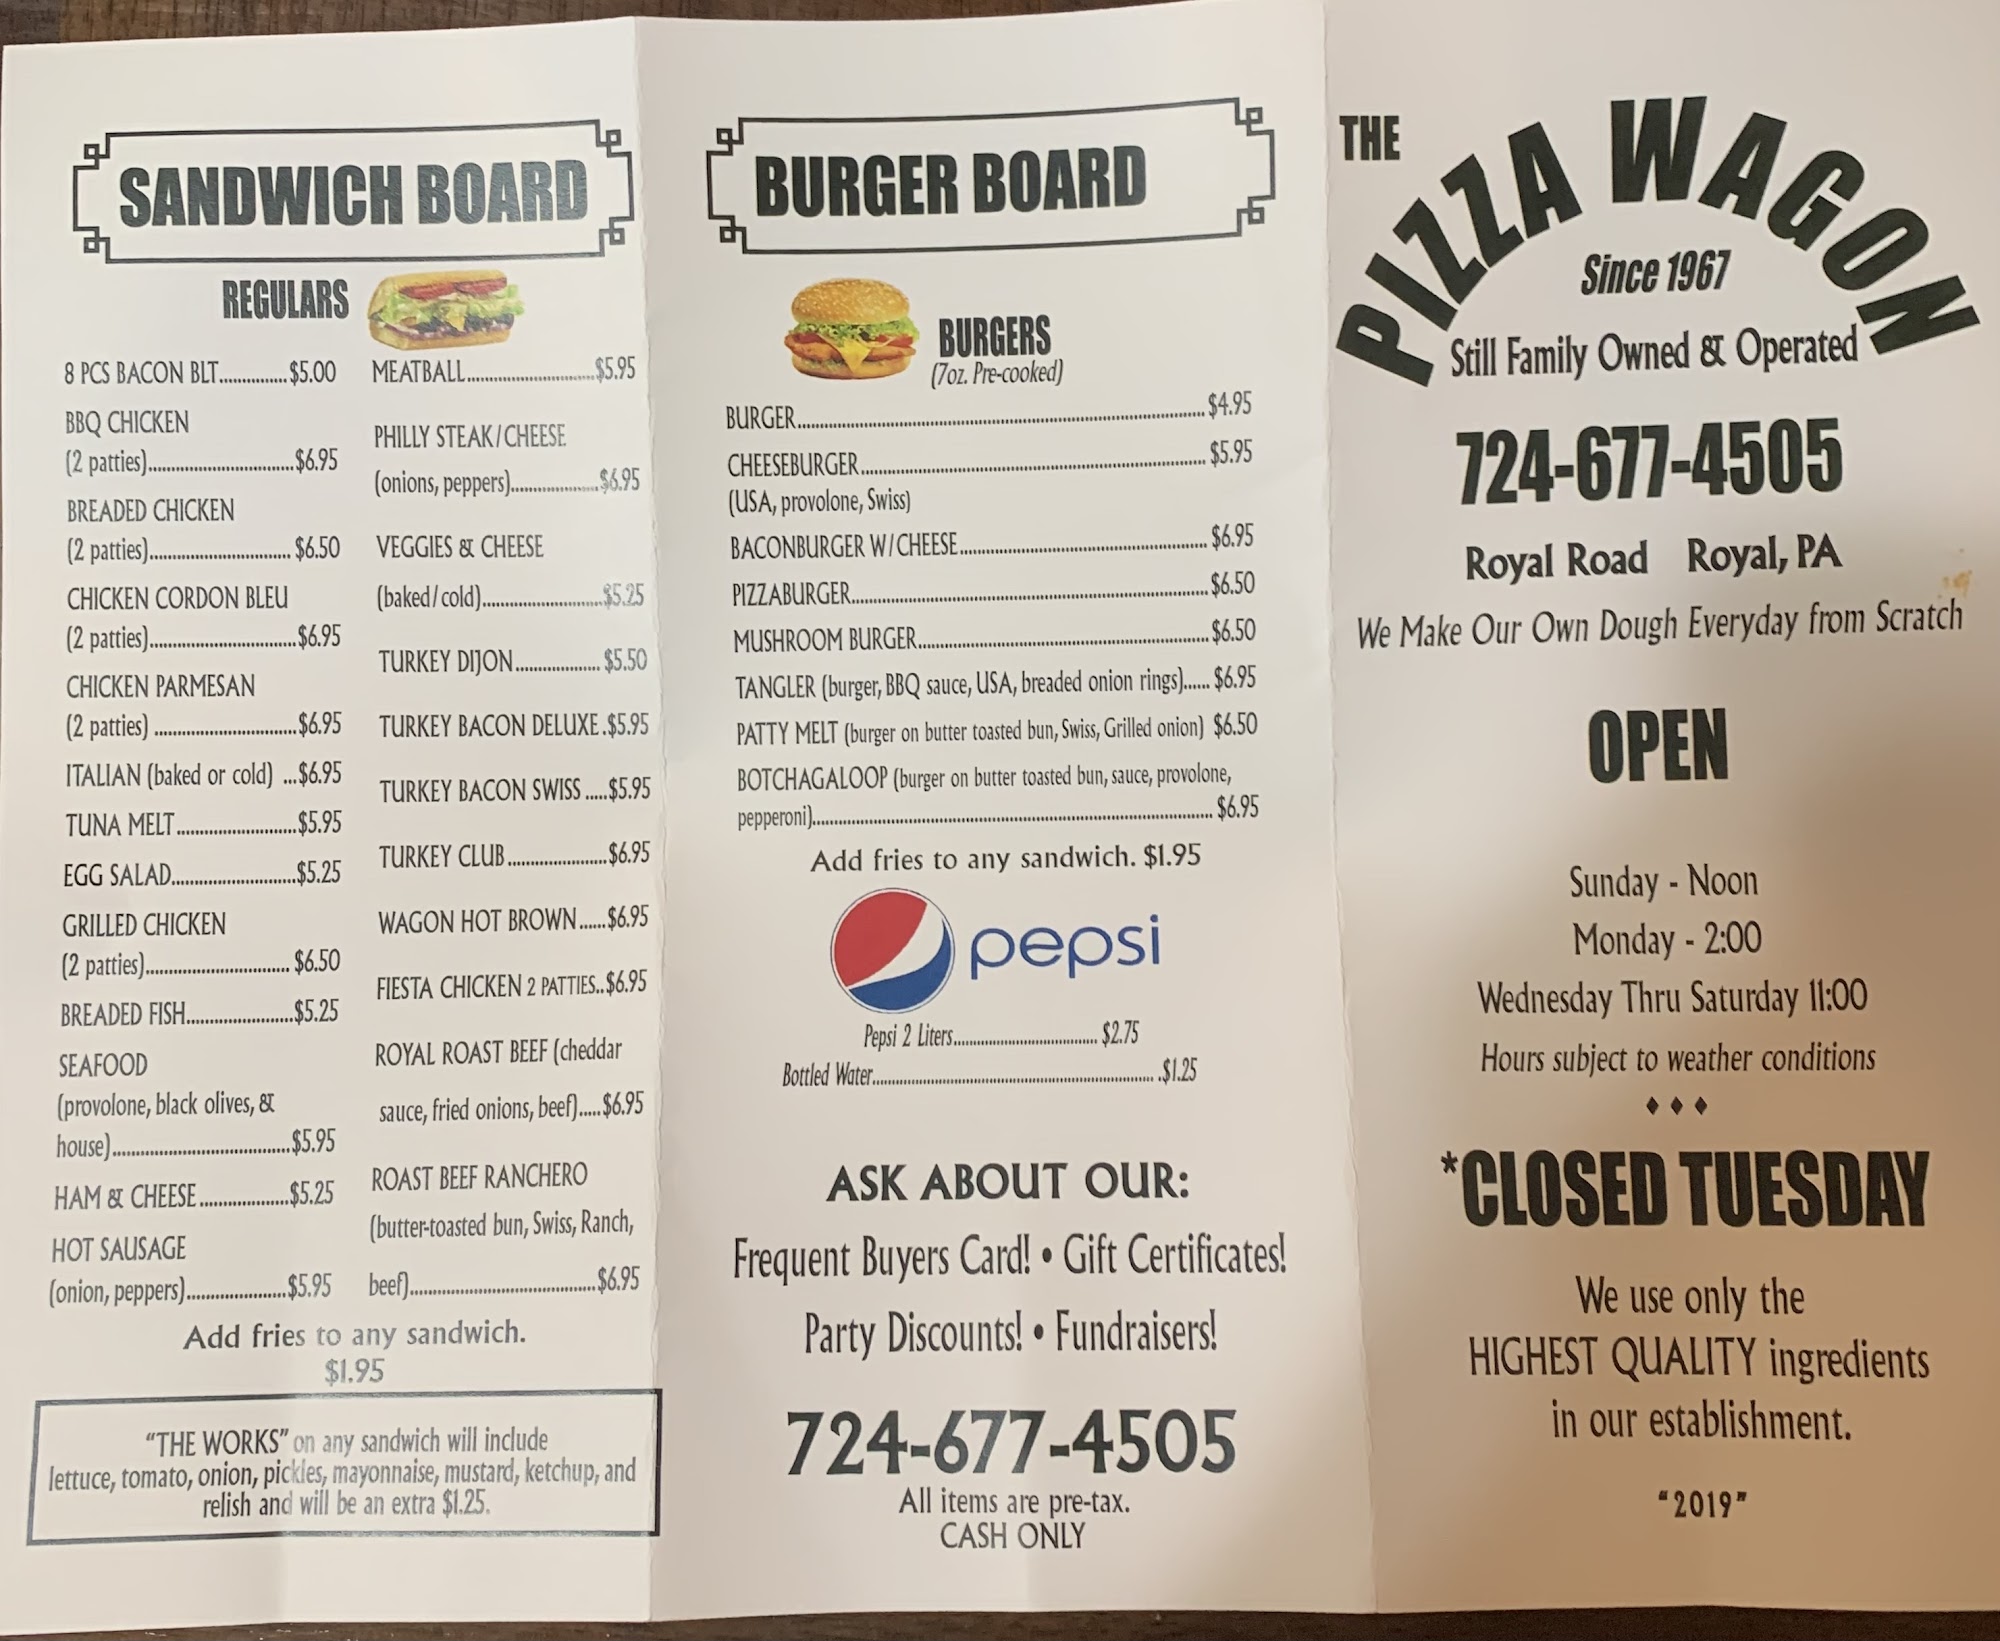 SANDWICH BOARD
REGULARS
8 PCS BACON BLT..............$5.00
BBQ CHICKEN
(2 patties)..............................$6.95
BREADED CHICKEN
(2 patties)............................. $6.50
CHICKEN CORDON BLEU
(2 patties)..............................$6.95
CHICKEN PARMESAN
(2 patties) .............................$6.95
ITALIAN (baked or cold) ...$6.95
TUNA MELT.........................$5.95
EGG SALAD..........................$5.25
GRILLED CHICKEN
(2 patties)............................. $6.50
BREADED FISH......................$5.25
SEAFOOD
(provolone, black olives, &
house)....................................$5.95
HAM & CHEESE..................$5.25
HOT SAUSAGE
(onion, peppers)....................$5.95
MEATBALL..........................$5.95
PHILLY STEAK/CHEESE
(onions, peppers)..................$6.95
VEGGIES & CHEESE
(baked/cold)........................$5.25
TURKEY DIJON................. $5.50
TURKEY BACON DELUXE.$5.95
TURKEY BACON SWISS .....$5.95
TURKEY CLUB....................$6.95
WAGON HOT BROWN......$6.95
FIESTA CHICKEN 2 PATTIES..$6.95
ROYAL ROAST BEEF (cheddar
sauce, fried onions, beef).....$6.95
ROAST BEEF RANCHERO
(butter-toasted bun, Swiss, Ranch,
beef)......................................$6.95
Add fries to any sandwich.
$1.95
"THE WORKS" on any sandwich will include
lettuce, tomato, onion, pickles, mayonnaise, mustard, ketchup, and
relish and will be an extra $1.25.
BURGER BOARD
BURGERS
(7oz. Pre-cooked)
BURGER...................................................................$4.95
CHEESEBURGER.......................................................... $5.95
(USA, provolone, Swiss)
BACONBURGER W/CHEESE.......................................... $6.95
PIZZABURGER.............................................................$6.50
MUSHROOM BURGER..................................................$6.50
TANGLER (burger, BBQ sauce, USA, breaded onion rings)...... $6.95
PATTY MELT (burger on butter toasted bun, Swiss, Grilled onion) $6.50
BOTCHAGALOOP (burger on butter toasted bun, sauce, provolone,
pepperoni)................................................................ $6.95
Add fries to any sandwich. $1.95
pepsi
Pepsi 2 Liters................................... $2.75
Bottled Water.....................................................$1.25
ASK ABOUT OUR:
Frequent Buyers Card! • Gift Certificates!
Party Discounts! • Fundraisers!
724-677-4505
All items are pre-tax.
CASH ONLY
THE
PIZZA WAGON
Since 1967
Still Family Owned & Operated
724-677-4505
Royal Road Royal, PA
We Make Our Own Dough Everyday from Scratch
OPEN
Sunday - Noon
Monday - 2:00
Wednesday Thru Saturday 11:00
Hours subject to weather conditions
♦ ♦ ♦
*CLOSED TUESDAY
We use only the
HIGHEST QUALITY ingredients
in our establishment.
"2019"